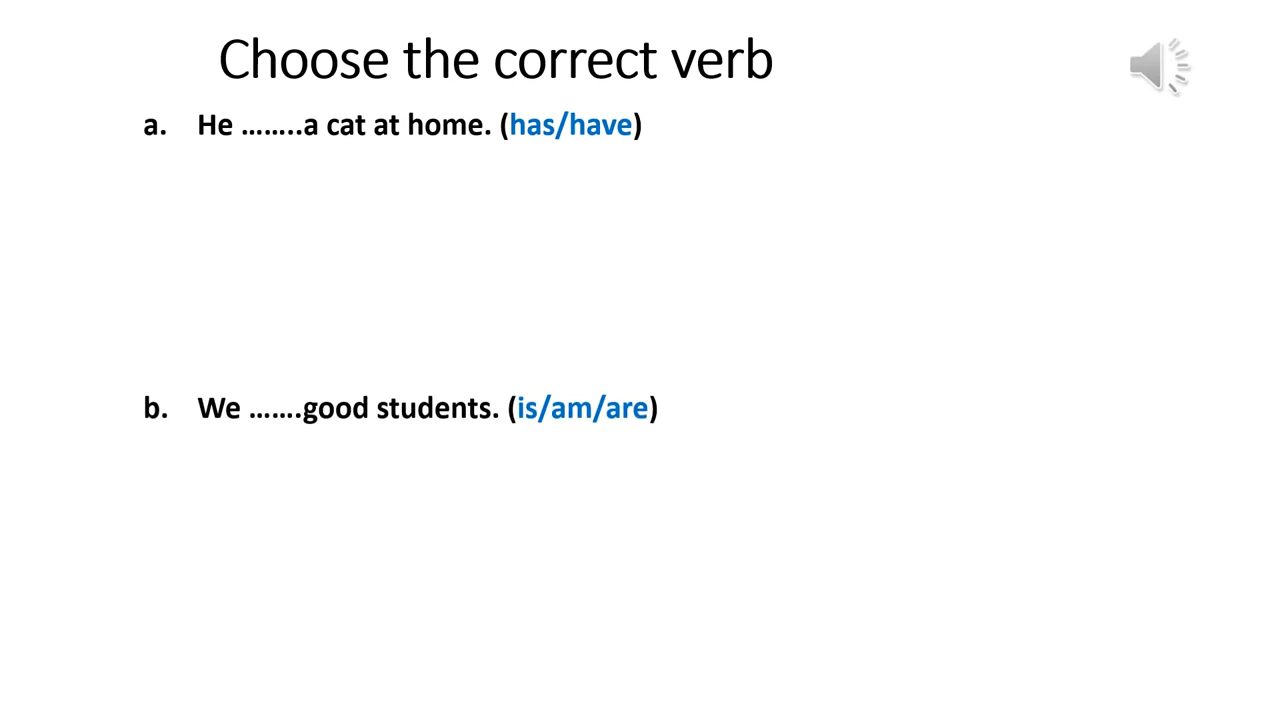 Choose the correct verb
a. He ……..a cat at home. (has/have)
b. We …….good students. (is/am/are)